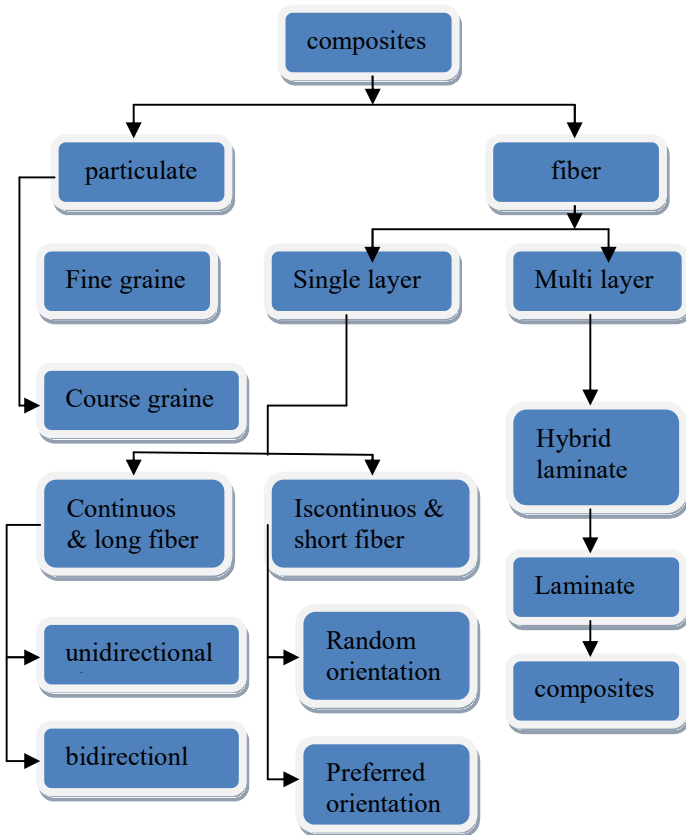 composites
particulate
fiber
Fine graine
Single layer
Multi layer
Course graine
Hybrid
laminate
Continuos
& long fiber
Iscontinuos &
short fiber
Laminate
unidirectional
Random
orientation
composites
bidirectionl
Preferred
orientation